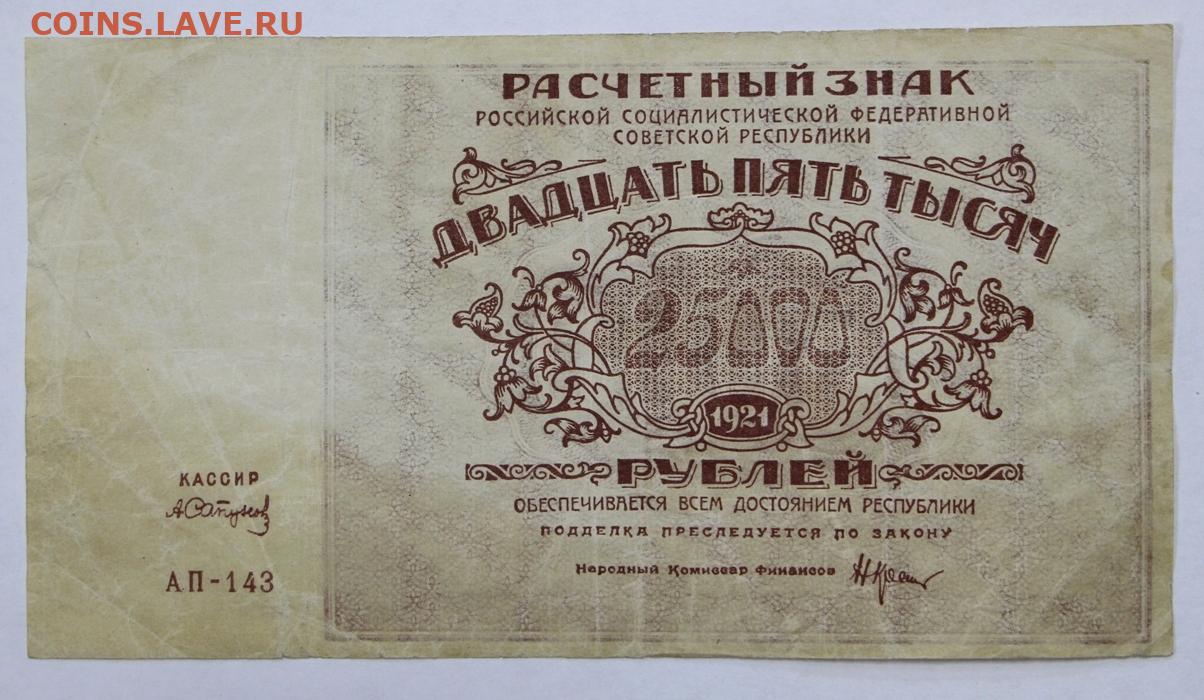 COINS.LAVE.RU
РАСЧЕТНЫЙ ЗНАК
РОССИЙСКОЙ СОЦИАЛИСТИЧЕСКОЙ ФЕДЕРАТИВНОЙ
СОВЕТСКОЙ РЕСПУБЛИКИ
ДВАДЦАТЬ ПЯТЬ ТЫСЯЧ
25000
1921
РУБЛЕЙ
ОБЕСПЕЧИВАЕТСЯ ВСЕМ ДОСТОЯНИЕМ РЕСПУБЛИКИ
ПОДДЕЛКА ПРЕСЛЕДУЕТСЯ ПО ЗАКОНУ
Народный Комиссар Финансов
КАССИР
АП-143